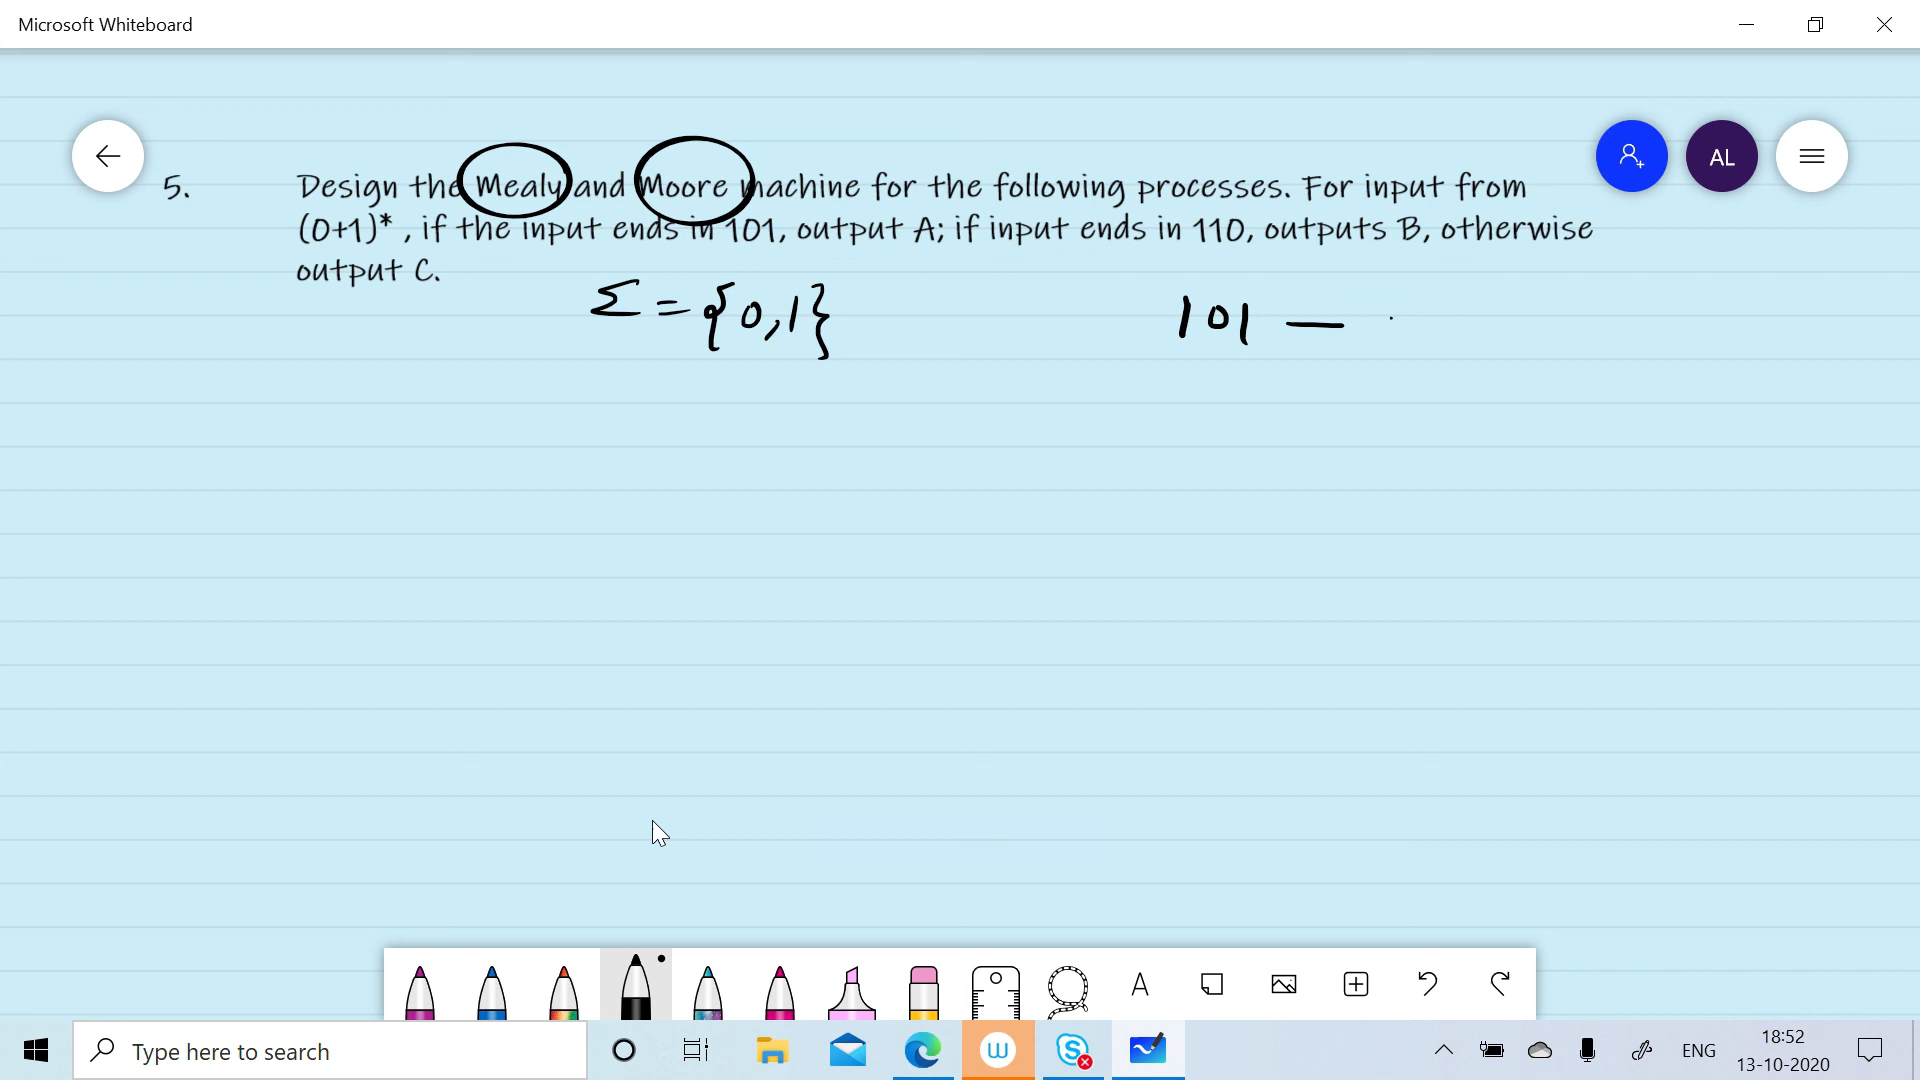 Microsoft Whiteboard
AL
5. Design the Mealy and Moore machine for the following processes. For input from
(0+1)* , if the input ends in 101, output A; if input ends in 110, outputs B, otherwise
output C.
Σ = {0,1}
101 —
A
Type here to search
ENG
18:52
13-10-2020